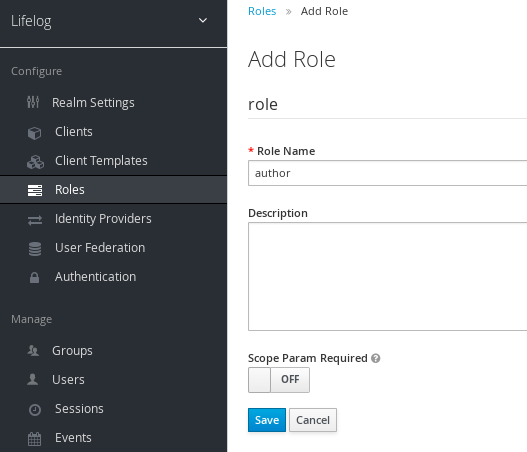 Lifelog
Configure
Realm Settings
Clients
Client Templates
Roles
Identity Providers
User Federation
Authentication
Manage
Groups
Users
Sessions
Events
Roles » Add Role
Add Role
role
* Role Name
author
Description
Scope Param Required ?
OFF
Save Cancel